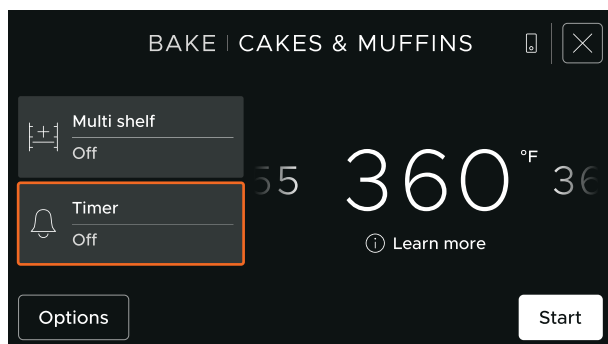 BAKE | CAKES & MUFFINS
Multi shelf
Off
360 °F
Timer
Off
Learn more
Options
Start